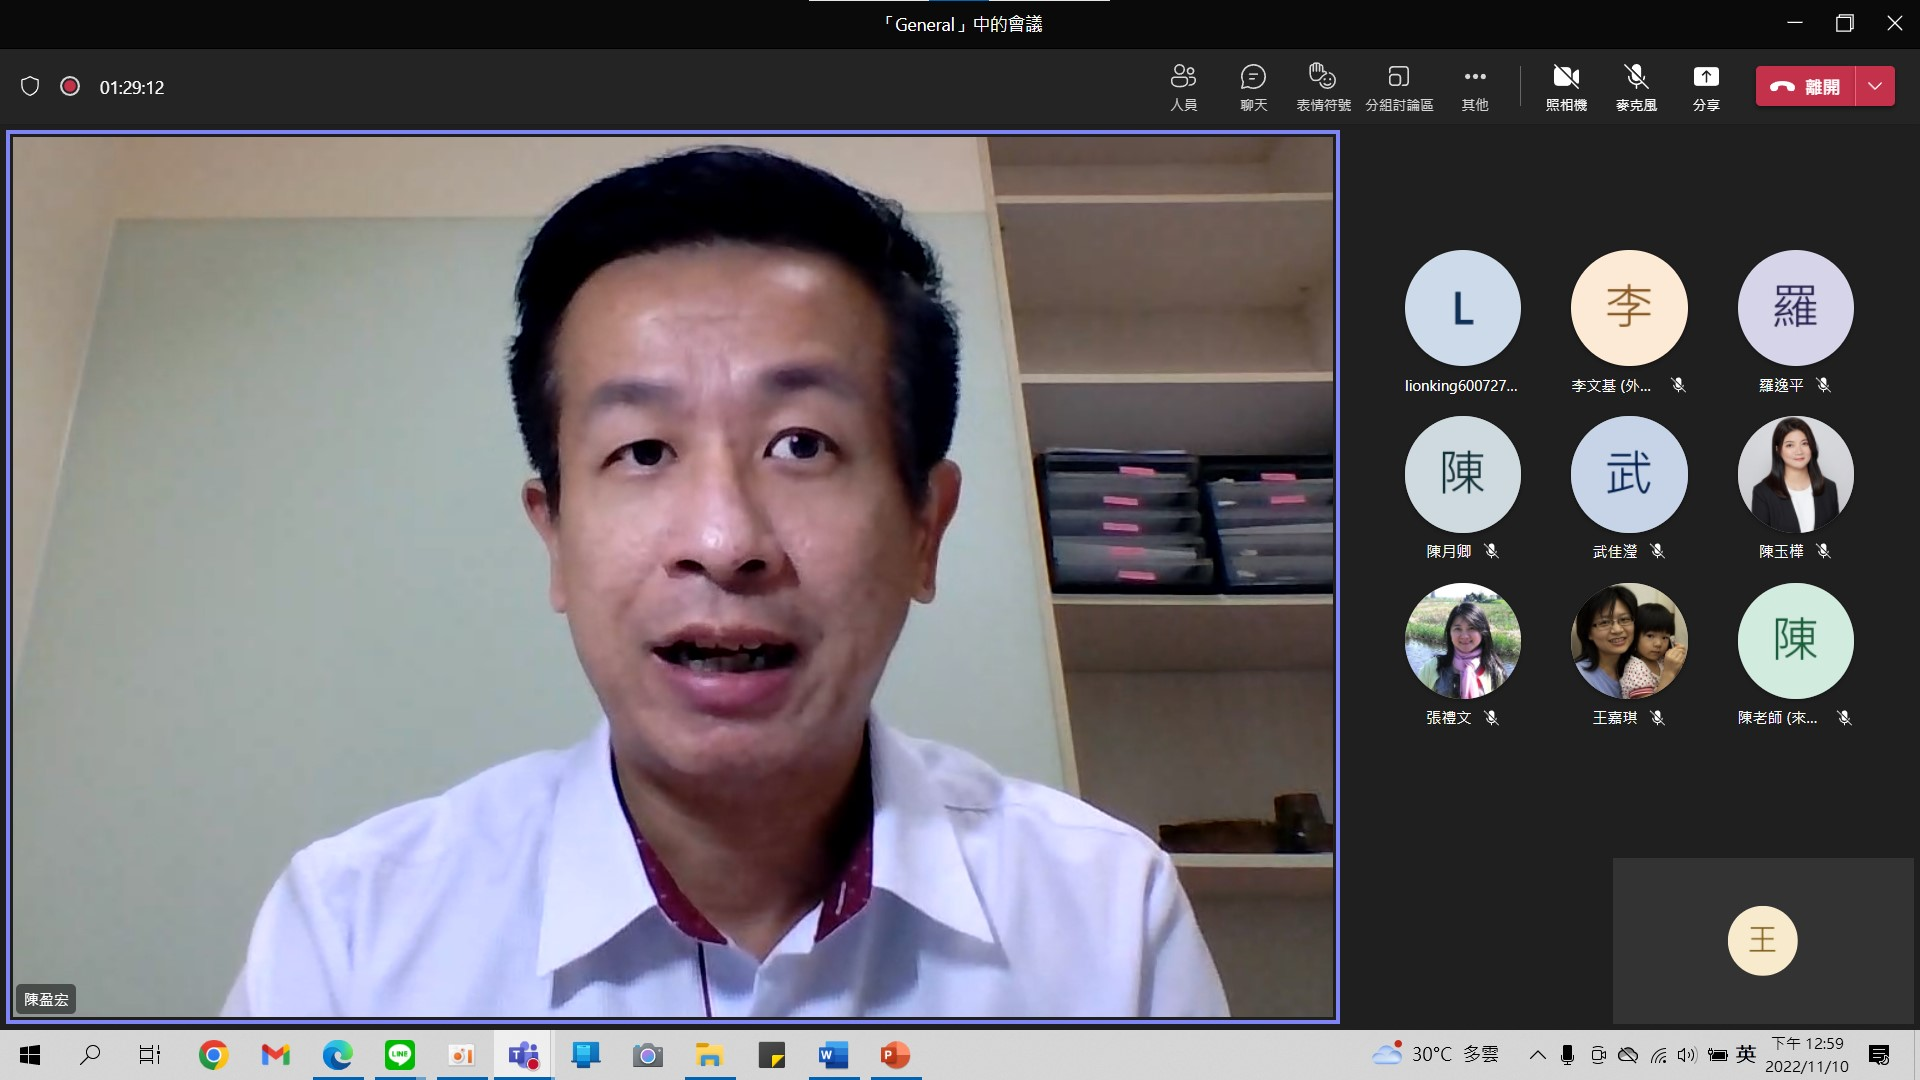 「General」中的會議
01:29:12
人員
聊天
表情符號
分組討論區
其他
照相機
麥克風
分享
離開
L
李
羅
lionking600727...
李文基 (外...
羅逸平
陳
武
陳月卿
武佳瀅
陳玉樺
陳
張禮文
王嘉琪
陳老師 (來...
王
陳盈宏
LINE
30°C 多雲
英
下午 12:59
2022/11/10